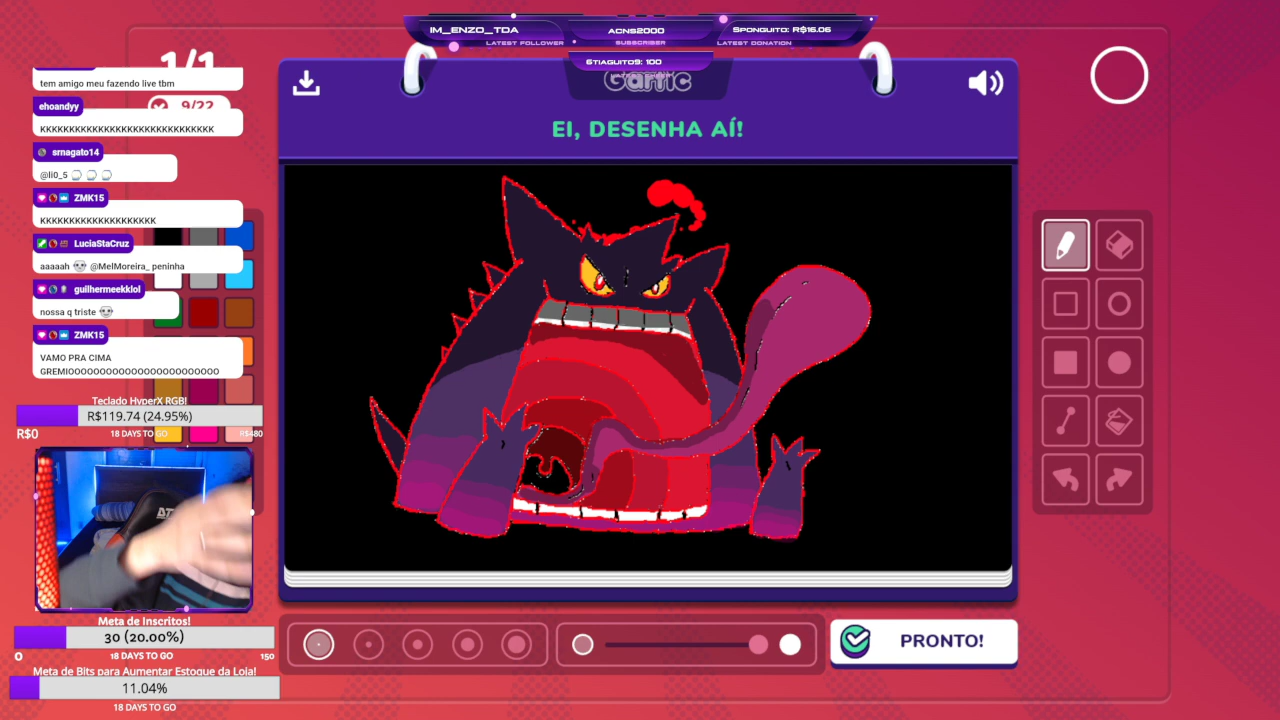 IM_ENZO_TDA
LATEST FOLLOWER
ACNS2000
SUBSCRIBER
SPONGUITO: R$16.06
LATEST DONATION
6TIAGUITO9: 100
Gartic
1/1
9/22
EI, DESENHA AÍ!
tem amigo meu fazendo live tbm
ehoandyy
KKKKKKKKKKKKKKKKKKKKKKKKKKKKKK
srnagato14
@li0_5
ZMK15
KKKKKKKKKKKKKKKKKKKK
LuciaStaCruz
aaaaah @MelMoreira_ peninha
guilhermeekklol
nossa q triste
ZMK15
VAMO PRA CIMA
GREMIOOOOOOOOOOOOOOOOOOOOOOOO
Teclado HyperX RGB!
R$119.74 (24.95%)
R$0
18 DAYS TO GO
R$480
Meta de Inscritos!
30 (20.00%)
0
18 DAYS TO GO
150
Meta de Bits para Aumentar Estoque da Loja!
11.04%
18 DAYS TO GO
PRONTO!